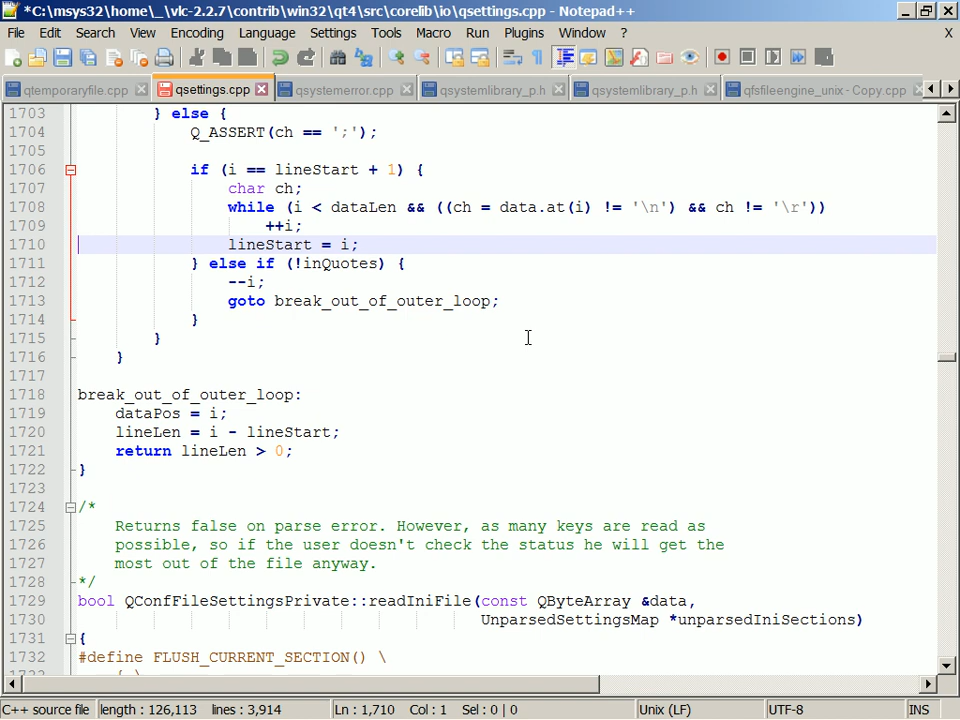 *C:\msys32\home\_\vlc-2.2.7\contrib\win32\qt4\src\corelib\io\qsettings.cpp - Notepad++
File Edit Search View Encoding Language Settings Tools Macro Run Plugins Window ? X
qtemporaryfile.cpp qsettings.cpp qsystemerror.cpp qsystemlibrary_p.h qsystemlibrary_p.h qfsfileengine_unix - Copy.cpp
1703 } else {
1704 Q_ASSERT(ch == ';');
1705
1706 if (i == lineStart + 1) {
1707 char ch;
1708 while (i < dataLen && ((ch = data.at(i) != '\n') && ch != '\r'))
1709 ++i;
1710 lineStart = i;
1711 } else if (!inQuotes) {
1712 --i;
1713 goto break_out_of_outer_loop;
1714 }
1715 }
1716 }
1717
1718 break_out_of_outer_loop:
1719 dataPos = i;
1720 lineLen = i - lineStart;
1721 return lineLen > 0;
1722 }
1723
1724 /*
1725 Returns false on parse error. However, as many keys are read as
1726 possible, so if the user doesn't check the status he will get the
1727 most out of the file anyway.
1728 */
1729 bool QConfFileSettingsPrivate::readIniFile(const QByteArray &data,
1730 UnparsedSettingsMap *unparsedIniSections)
1731 {
1732 #define FLUSH_CURRENT_SECTION() \
C++ source file length : 126,113 lines : 3,914 Ln : 1,710 Col : 1 Sel : 0 | 0 Unix (LF) UTF-8 INS